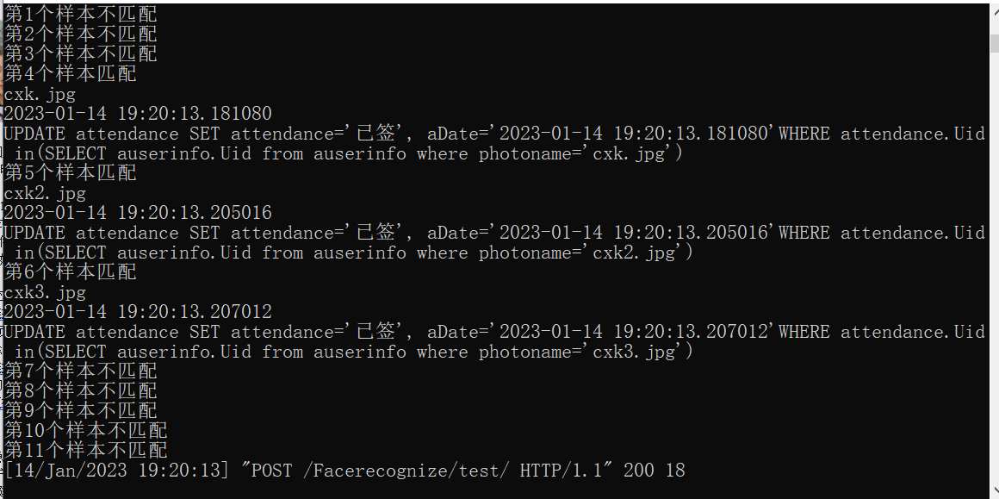 第1个样本不匹配
第2个样本不匹配
第3个样本不匹配
第4个样本匹配
cxk.jpg
2023-01-14 19:20:13.181080
UPDATE attendance SET attendance='已签', aDate='2023-01-14 19:20:13.181080'WHERE attendance.Uid
in(SELECT auserinfo.Uid from auserinfo where photoname='cxk.jpg')
第5个样本匹配
cxk2.jpg
2023-01-14 19:20:13.205016
UPDATE attendance SET attendance='已签', aDate='2023-01-14 19:20:13.205016'WHERE attendance.Uid
in(SELECT auserinfo.Uid from auserinfo where photoname='cxk2.jpg')
第6个样本匹配
cxk3.jpg
2023-01-14 19:20:13.207012
UPDATE attendance SET attendance='已签', aDate='2023-01-14 19:20:13.207012'WHERE attendance.Uid
in(SELECT auserinfo.Uid from auserinfo where photoname='cxk3.jpg')
第7个样本不匹配
第8个样本不匹配
第9个样本不匹配
第10个样本不匹配
第11个样本不匹配
[14/Jan/2023 19:20:13] "POST /Facerecognize/test/ HTTP/1.1" 200 18